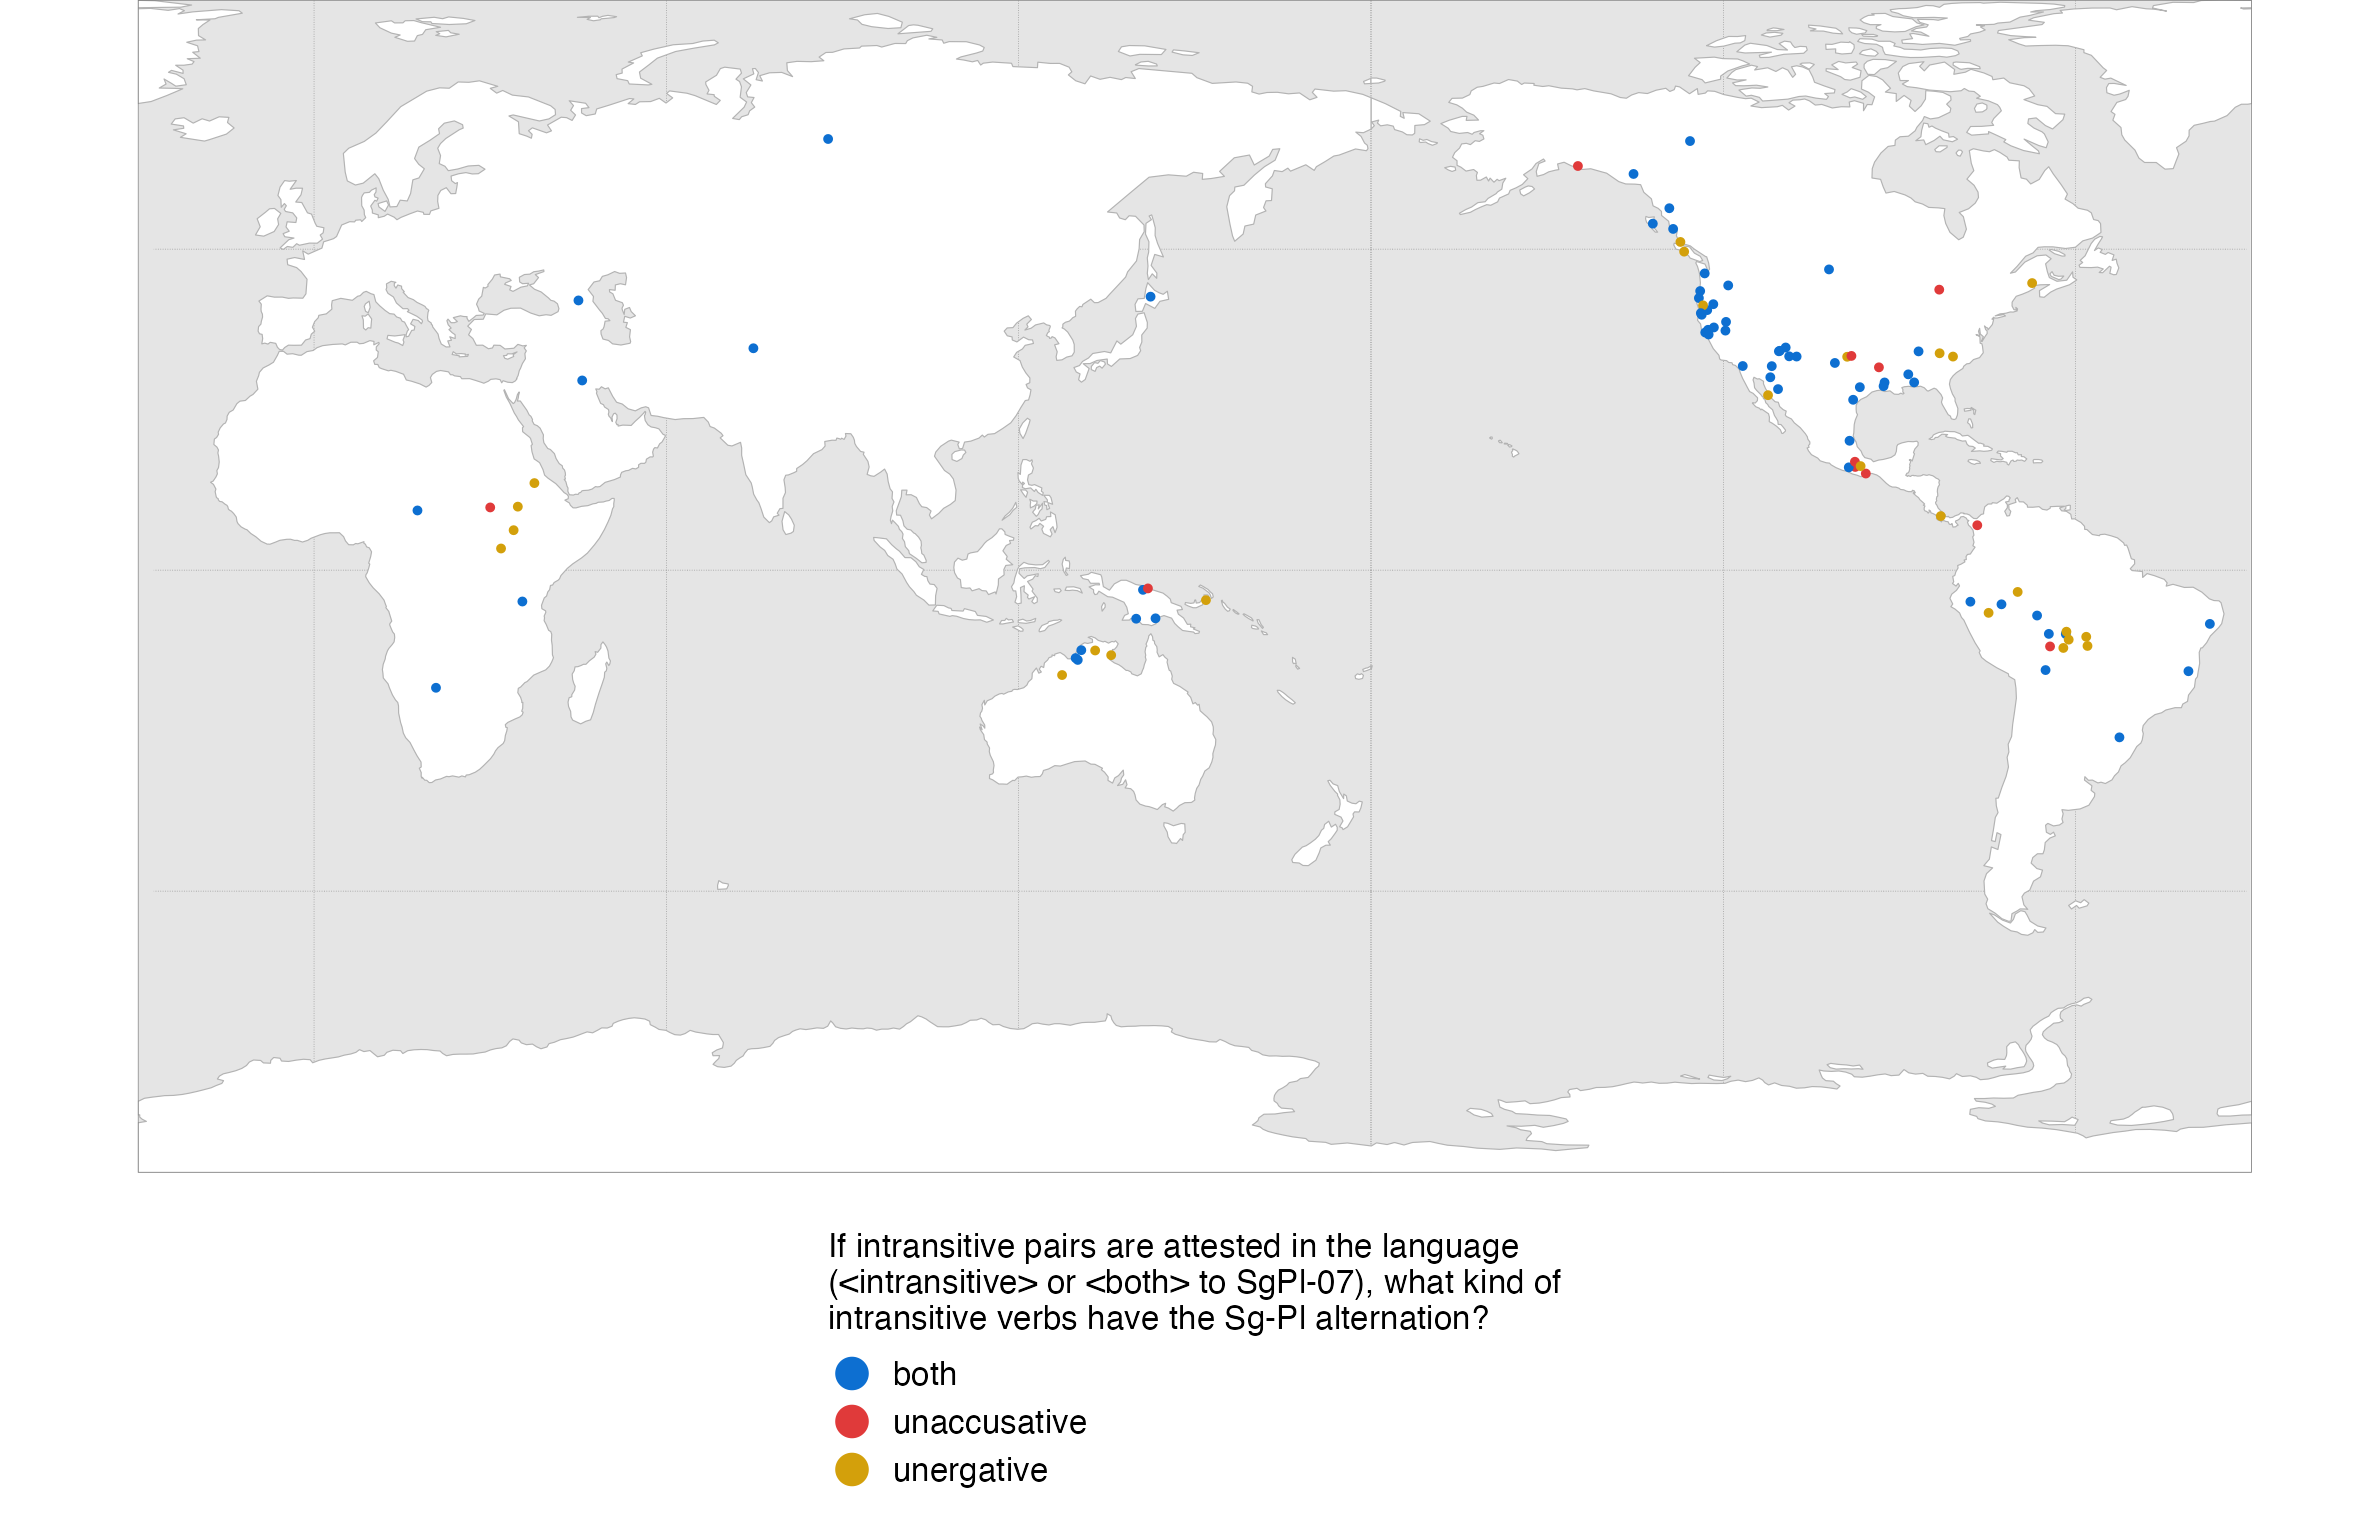 If intransitive pairs are attested in the language
(<intransitive> or <both> to SgPl-07), what kind of
intransitive verbs have the Sg-Pl alternation?
both
unaccusative
unergative